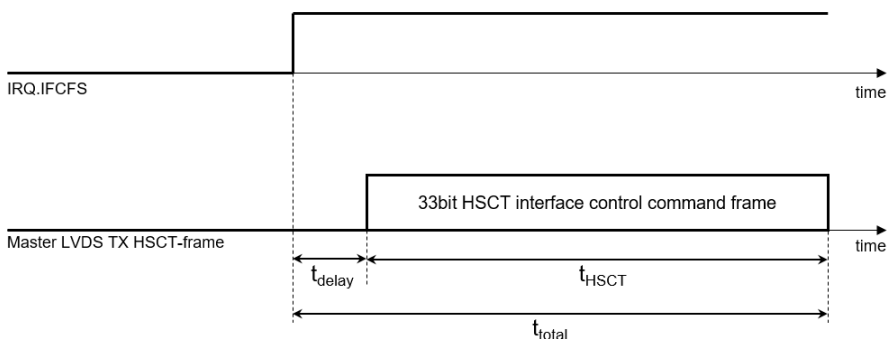 IRQ.IFCFS
time
33bit HSCT interface control command frame
Master LVDS TX HSCT-frame
time
tdelay
tHSCT
ttotal